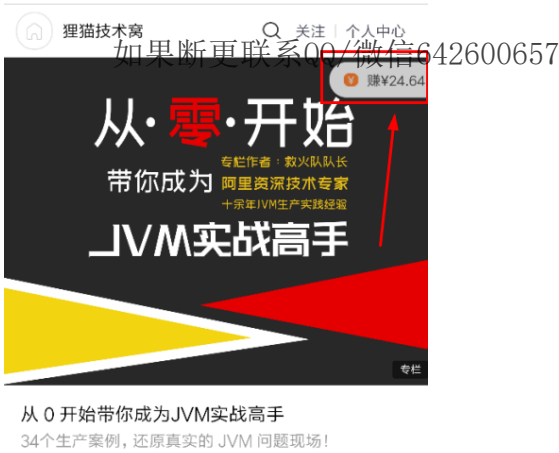 狸猫技术窝
关注 个人中心
如果断更联系QQ/微信642600657
赚¥24.64
从·零·开始
专栏作者：救火队队长
带你成为 阿里资深技术专家
十余年JVM生产实践经验
JVM实战高手
专栏
从 0 开始带你成为JVM实战高手
34个生产案例，还原真实的 JVM 问题现场！